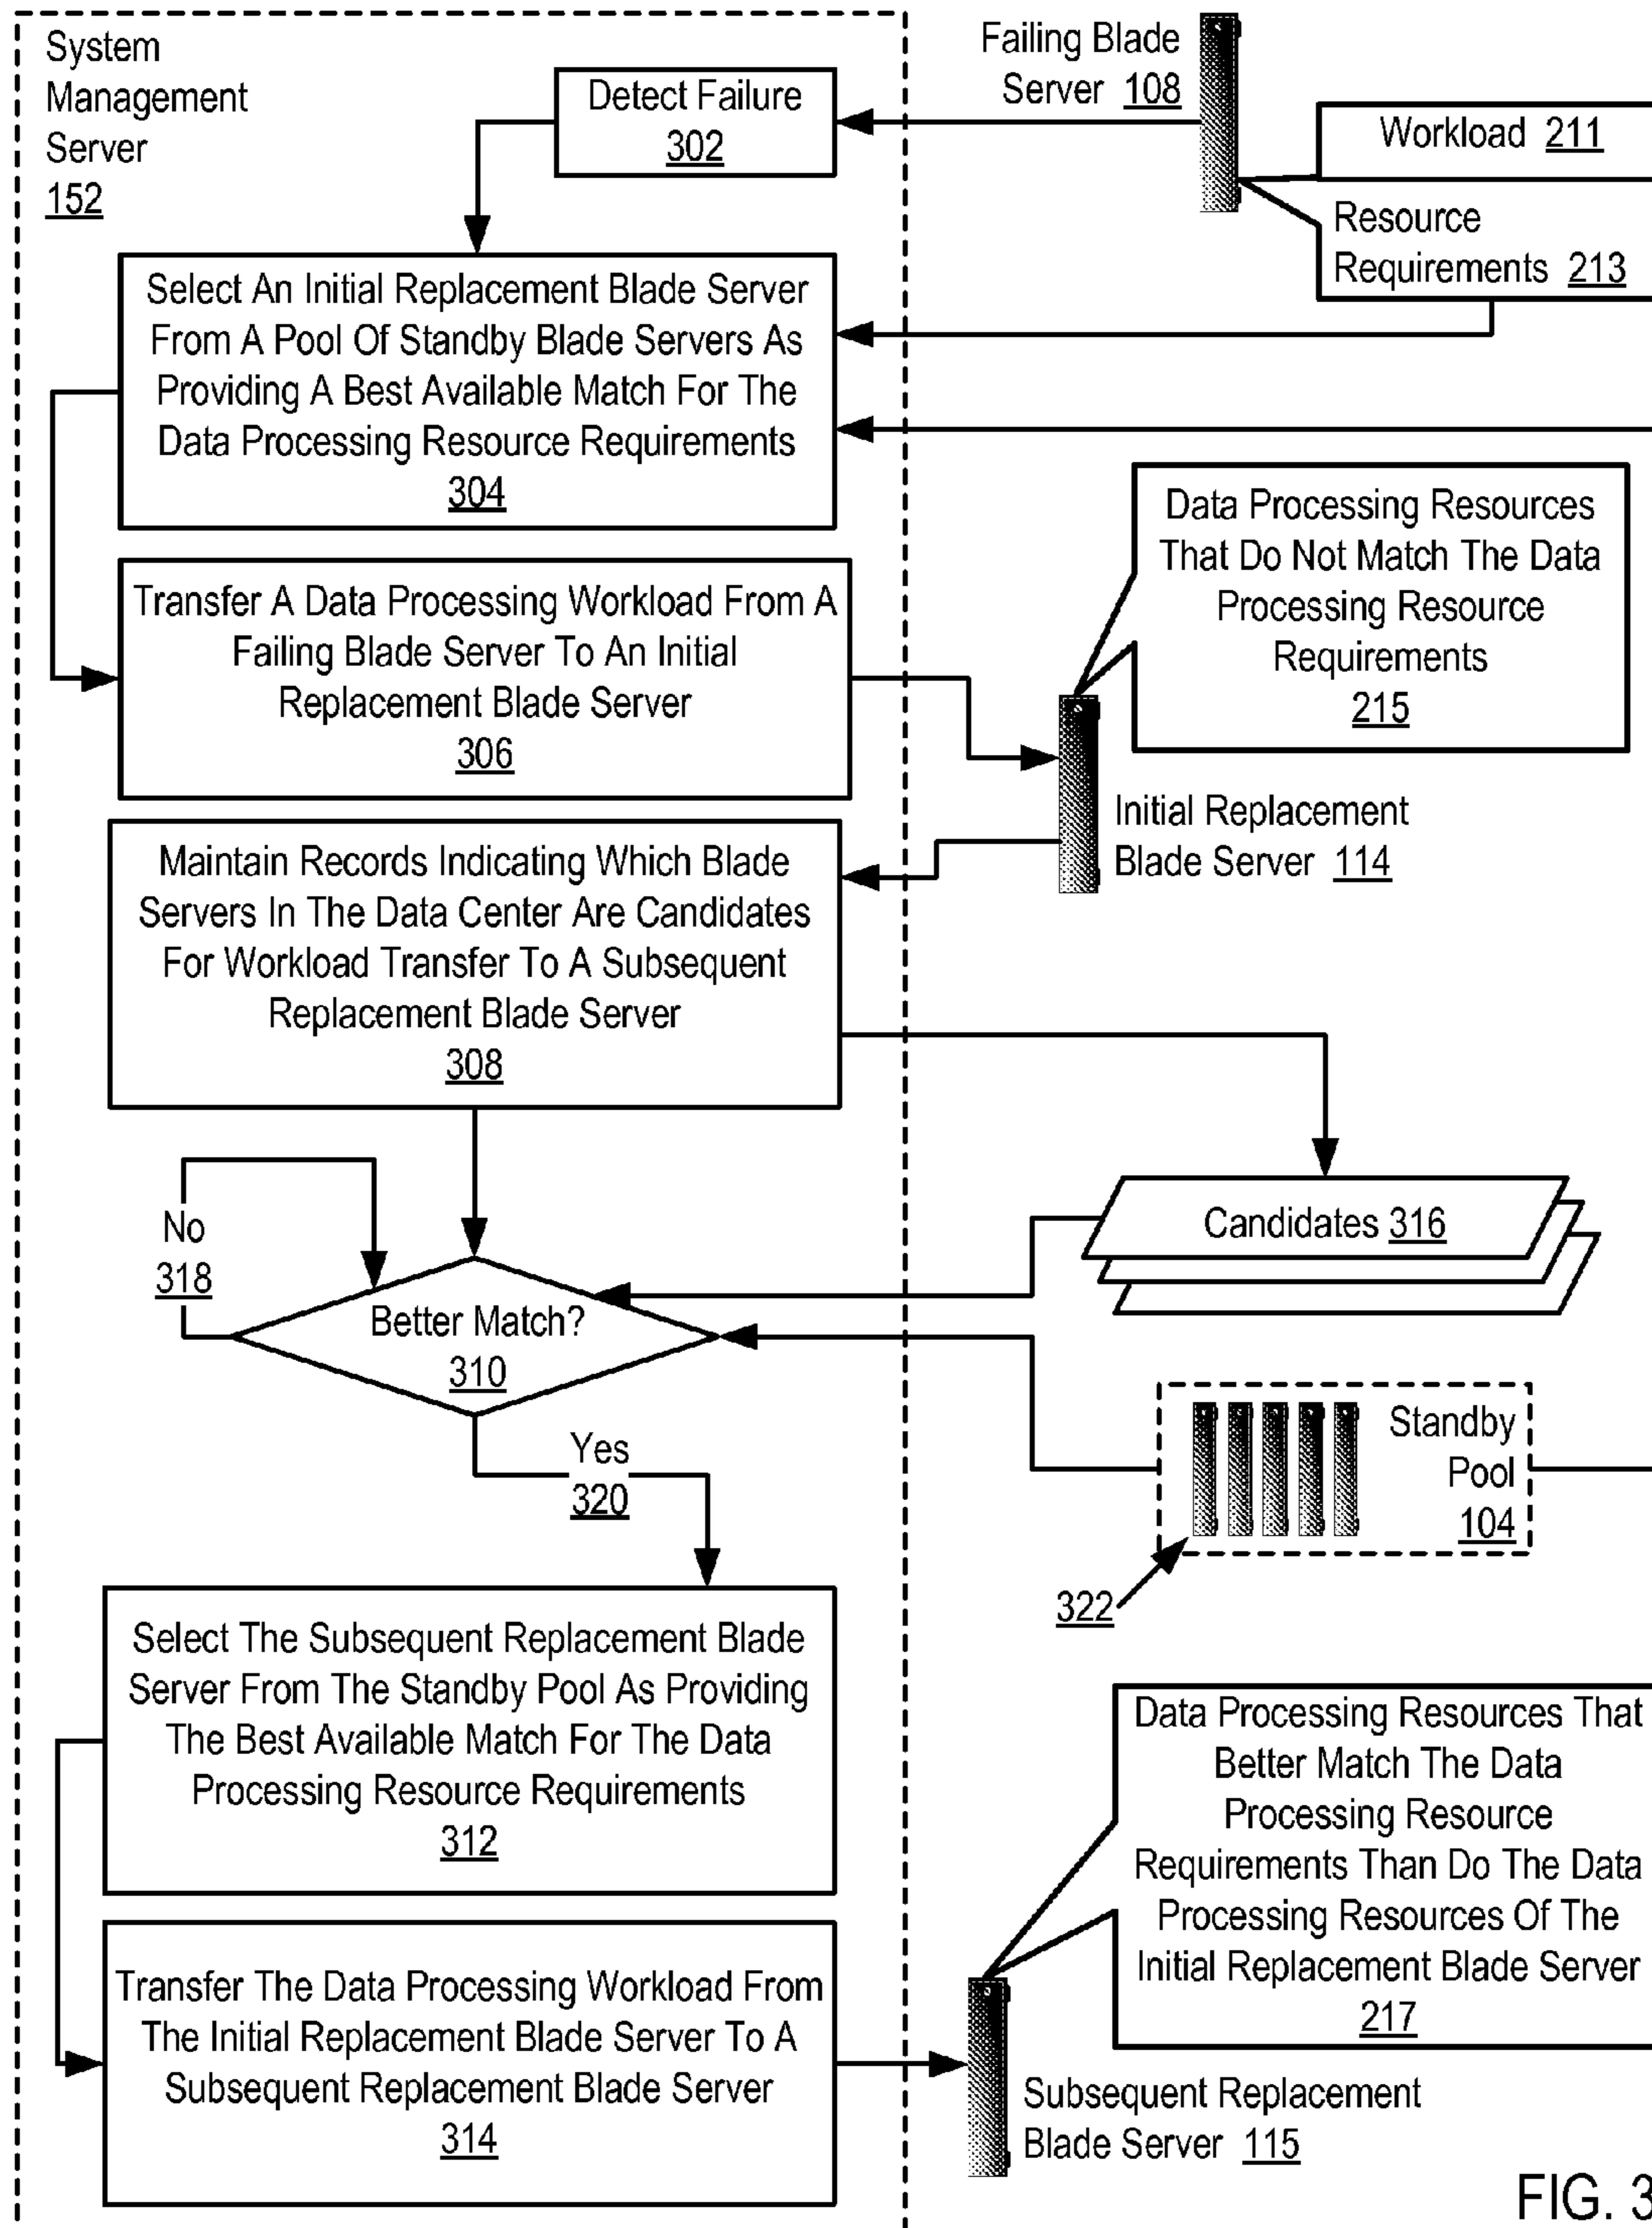 System
Management
Server
152
Detect Failure
302
Failing Blade
Server 108
Workload 211
Resource
Requirements 213
Select An Initial Replacement Blade Server
From A Pool Of Standby Blade Servers As
Providing A Best Available Match For The
Data Processing Resource Requirements
304
Data Processing Resources
That Do Not Match The Data
Processing Resource
Requirements
215
Transfer A Data Processing Workload From A
Failing Blade Server To An Initial
Replacement Blade Server
306
Initial Replacement
Blade Server 114
Maintain Records Indicating Which Blade
Servers In The Data Center Are Candidates
For Workload Transfer To A Subsequent
Replacement Blade Server
308
Candidates 316
No
318
Better Match?
310
Yes
320
Standby
Pool
104
322
Select The Subsequent Replacement Blade
Server From The Standby Pool As Providing
The Best Available Match For The Data
Processing Resource Requirements
312
Data Processing Resources That
Better Match The Data
Processing Resource
Requirements Than Do The Data
Processing Resources Of The
Initial Replacement Blade Server
217
Transfer The Data Processing Workload From
The Initial Replacement Blade Server To A
Subsequent Replacement Blade Server
314
Subsequent Replacement
Blade Server 115
FIG. 3